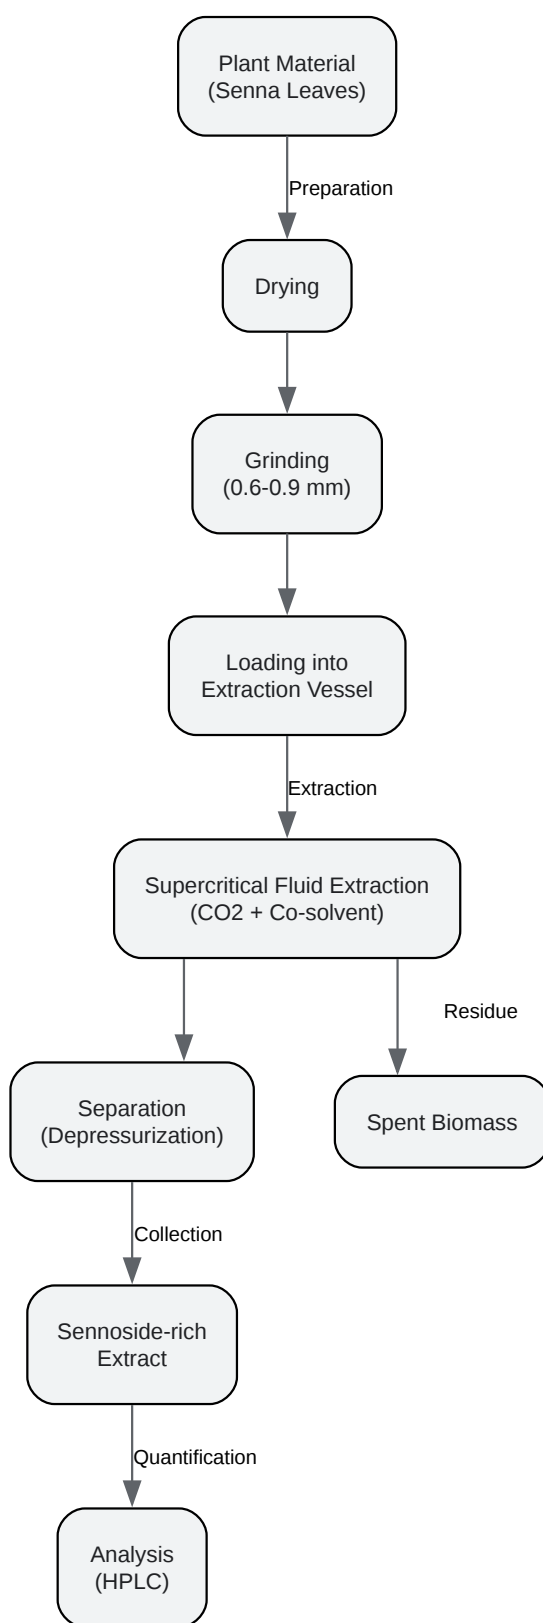 Plant Material
(Senna Leaves)
Preparation
Drying
Grinding
(0.6-0.9 mm)
Loading into
Extraction Vessel
Extraction
Supercritical Fluid Extraction
(CO2 + Co-solvent)
Residue
Separation
(Depressurization)
Spent Biomass
Collection
Sennoside-rich
Extract
Quantification
Analysis
(HPLC)